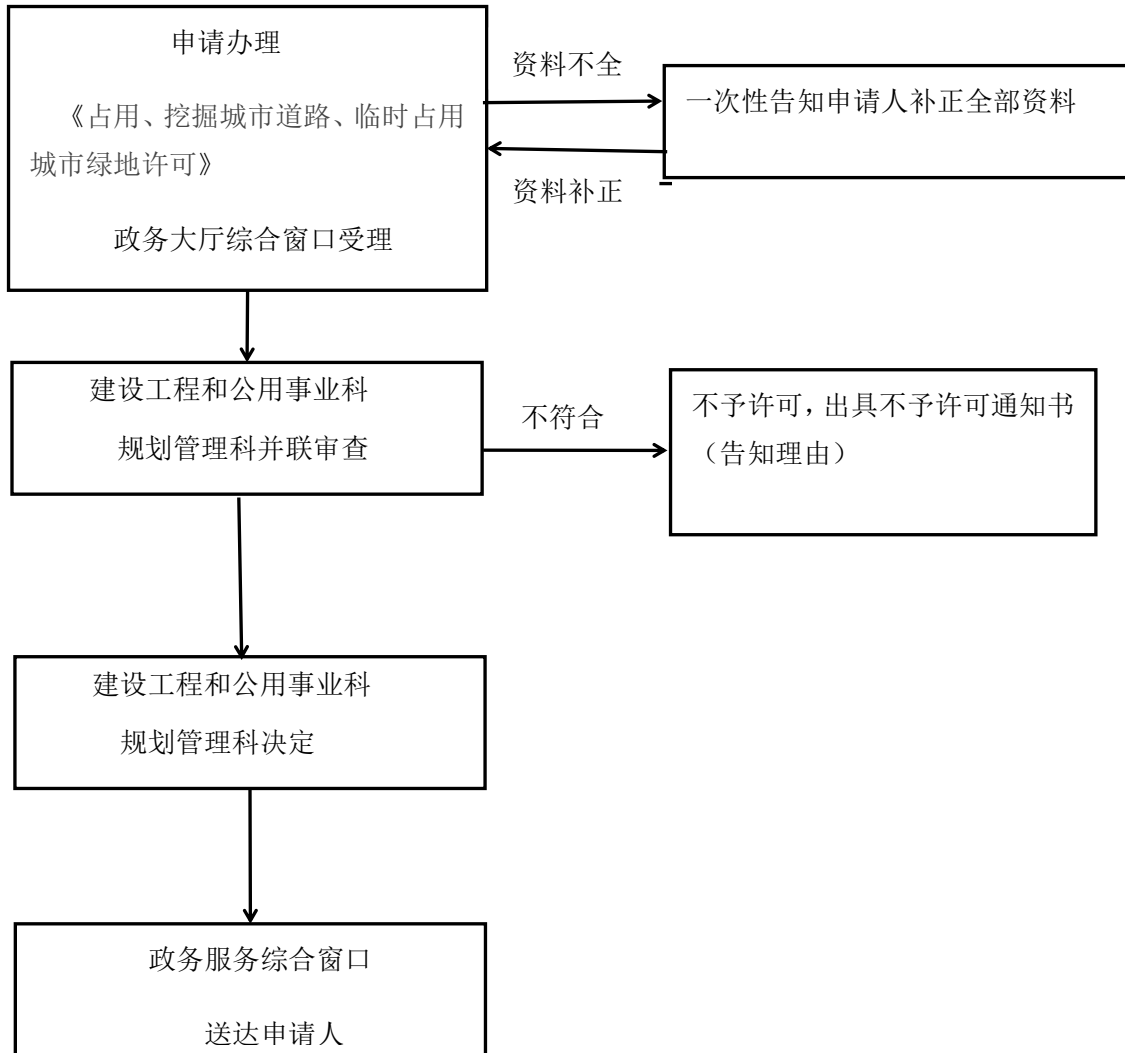 申请办理
《占用、挖掘城市道路、临时占用
城市绿地许可》
政务大厅综合窗口受理
资料不全
一次性告知申请人补正全部资料
资料补正
建设工程和公用事业科
规划管理科并联审查
不符合
不予许可，出具不予许可通知书
（告知理由）
建设工程和公用事业科
规划管理科决定
政务服务综合窗口
送达申请人